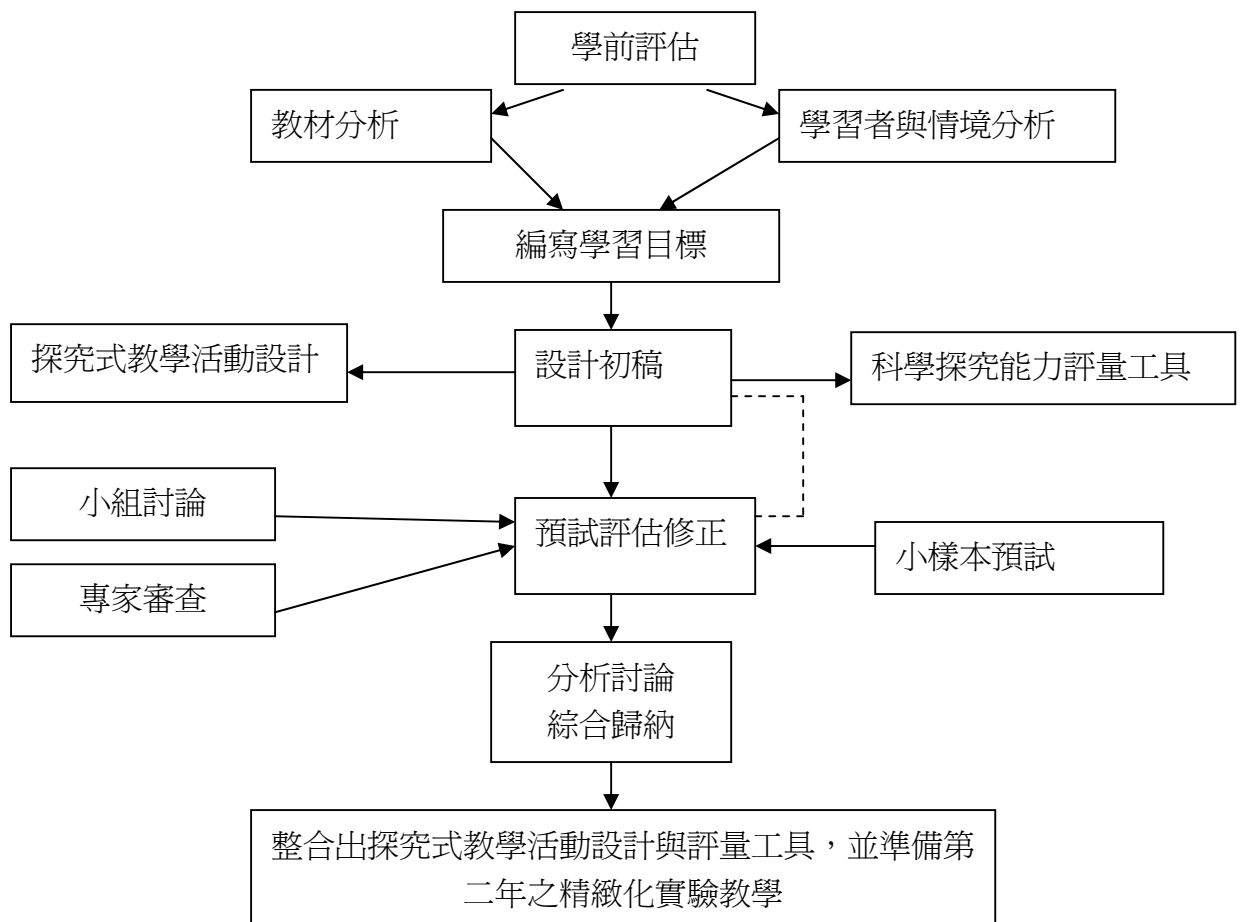 學前評估
教材分析
學習者與情境分析
編寫學習目標
探究式教學活動設計
設計初稿
科學探究能力評量工具
小組討論
預試評估修正
小樣本預試
專家審查
分析討論
綜合歸納
整合出探究式教學活動設計與評量工具，並準備第
二年之精緻化實驗教學